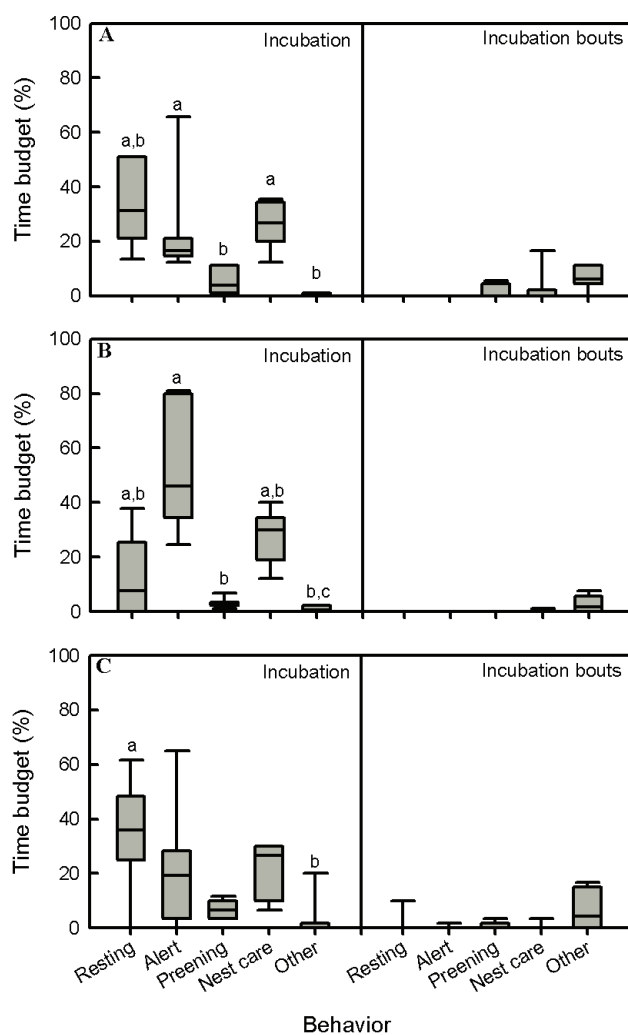 A Incubation Incubation bouts
Time budget (%)
100
80
60
40
20
0
a,b
a
b
a
b
B Incubation Incubation bouts
Time budget (%)
100
80
60
40
20
0
a,b
a
b
a,b
b,c
C Incubation Incubation bouts
Time budget (%)
100
80
60
40
20
0
a
b
Resting Alert Preening Nest care Other Resting Alert Preening Nest care Other
Behavior